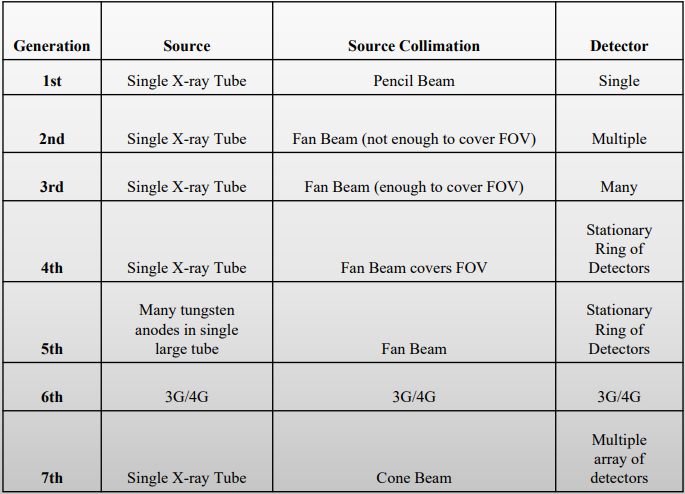 Generation Source Source Collimation Detector
1st Single X-ray Tube Pencil Beam Single
2nd Single X-ray Tube Fan Beam (not enough to cover FOV) Multiple
3rd Single X-ray Tube Fan Beam (enough to cover FOV) Many
4th Single X-ray Tube Fan Beam covers FOV Stationary
Ring of
Detectors
5th Many tungsten
anodes in single
large tube Fan Beam Stationary
Ring of
Detectors
6th 3G/4G 3G/4G 3G/4G
7th Single X-ray Tube Cone Beam Multiple
array of
detectors